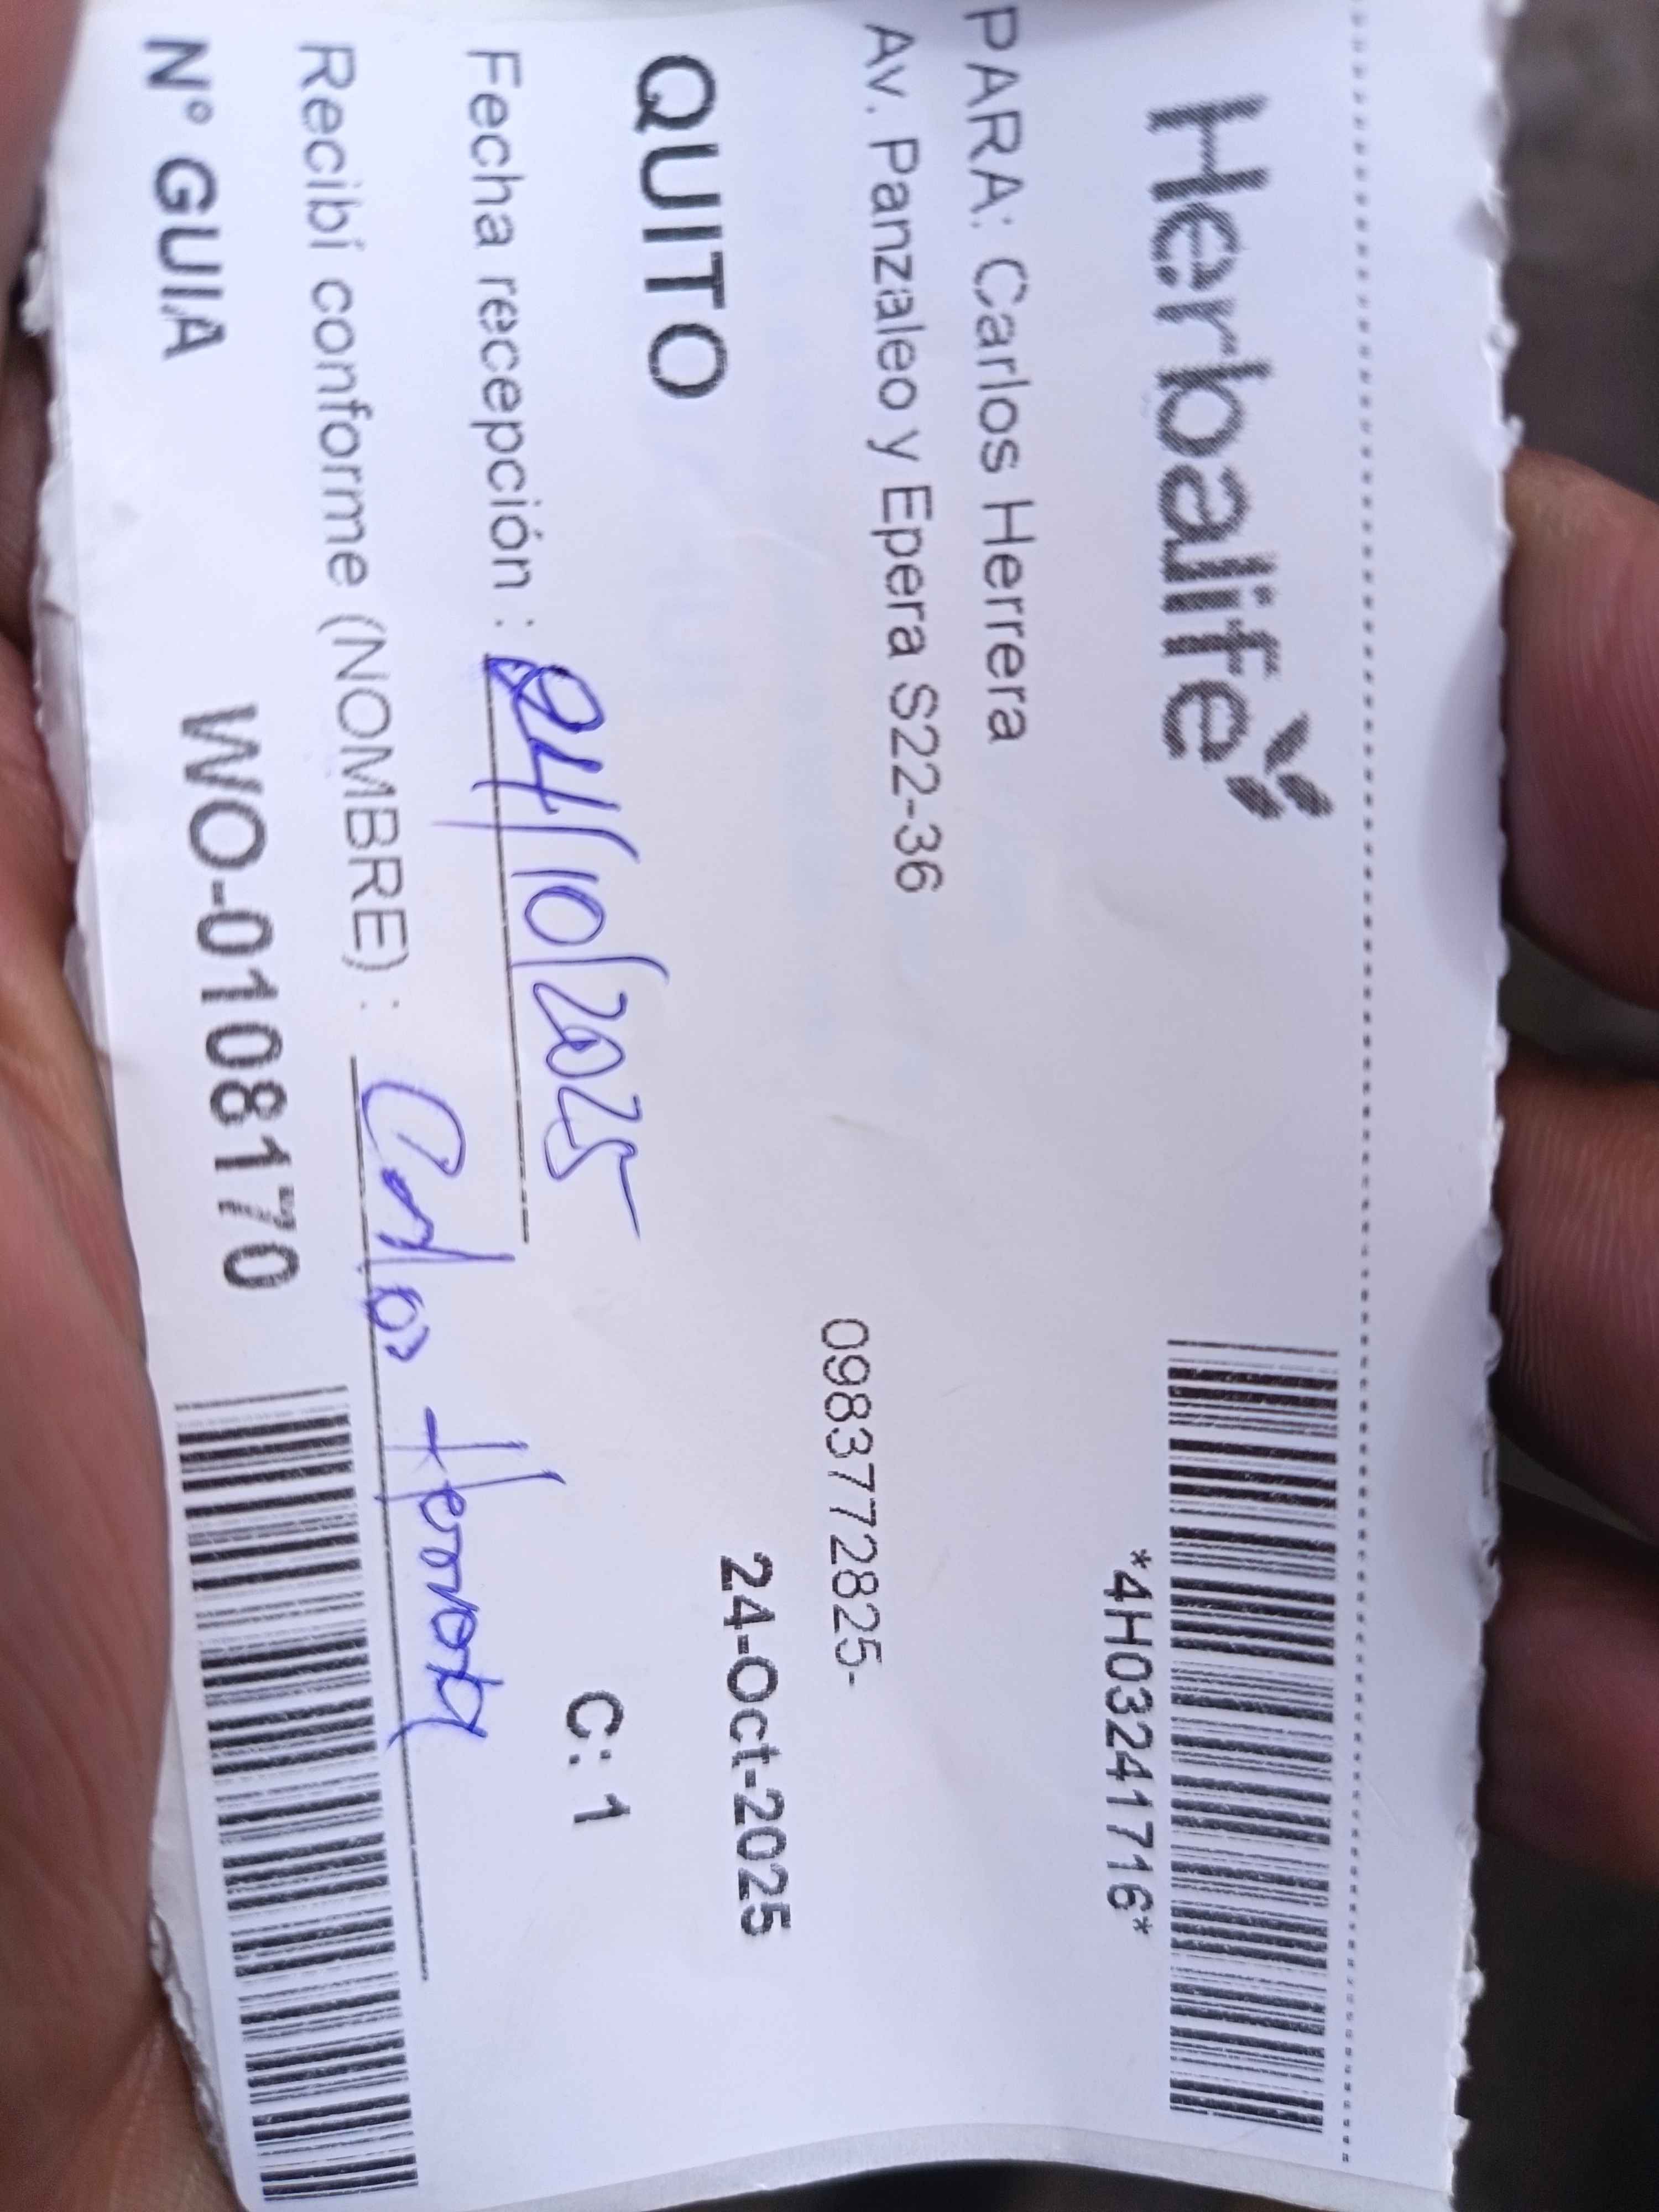 Herbalife
*4H03241716*
PARA: Carlos Herrera
Av. Panzaleo y Epera S22-36
0983772825-
QUITO
24-Oct-2025
Fecha recepción : 24/10/2025
C: 1
Recibí conforme (NOMBRE) : Carlos Herrera
N° GUIA WO-0108170